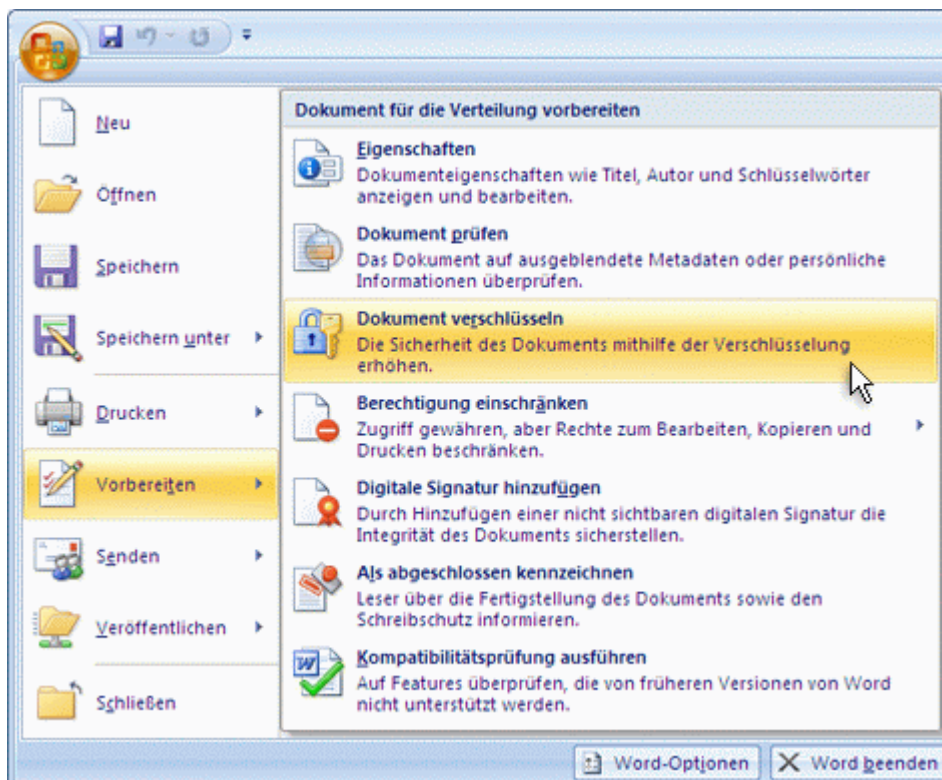 Neu
Öffnen
Speichern
Speichern unter
Drucken
Vorbereiten
Senden
Veröffentlichen
Schließen
Dokument für die Verteilung vorbereiten
Eigenschaften
Dokumenteigenschaften wie Titel, Autor und Schlüsselwörter
anzeigen und bearbeiten.
Dokument prüfen
Das Dokument auf ausgeblendete Metadaten oder persönliche
Informationen überprüfen.
Dokument verschlüsseln
Die Sicherheit des Dokuments mithilfe der Verschlüsselung
erhöhen.
Berechtigung einschränken
Zugriff gewähren, aber Rechte zum Bearbeiten, Kopieren und
Drucken beschränken.
Digitale Signatur hinzufügen
Durch Hinzufügen einer nicht sichtbaren digitalen Signatur die
Integrität des Dokuments sicherstellen.
Als abgeschlossen kennzeichnen
Leser über die Fertigstellung des Dokuments sowie den
Schreibschutz informieren.
Kompatibilitätsprüfung ausführen
Auf Features überprüfen, die von früheren Versionen von Word
nicht unterstützt werden.
Word-Optionen
Word beenden